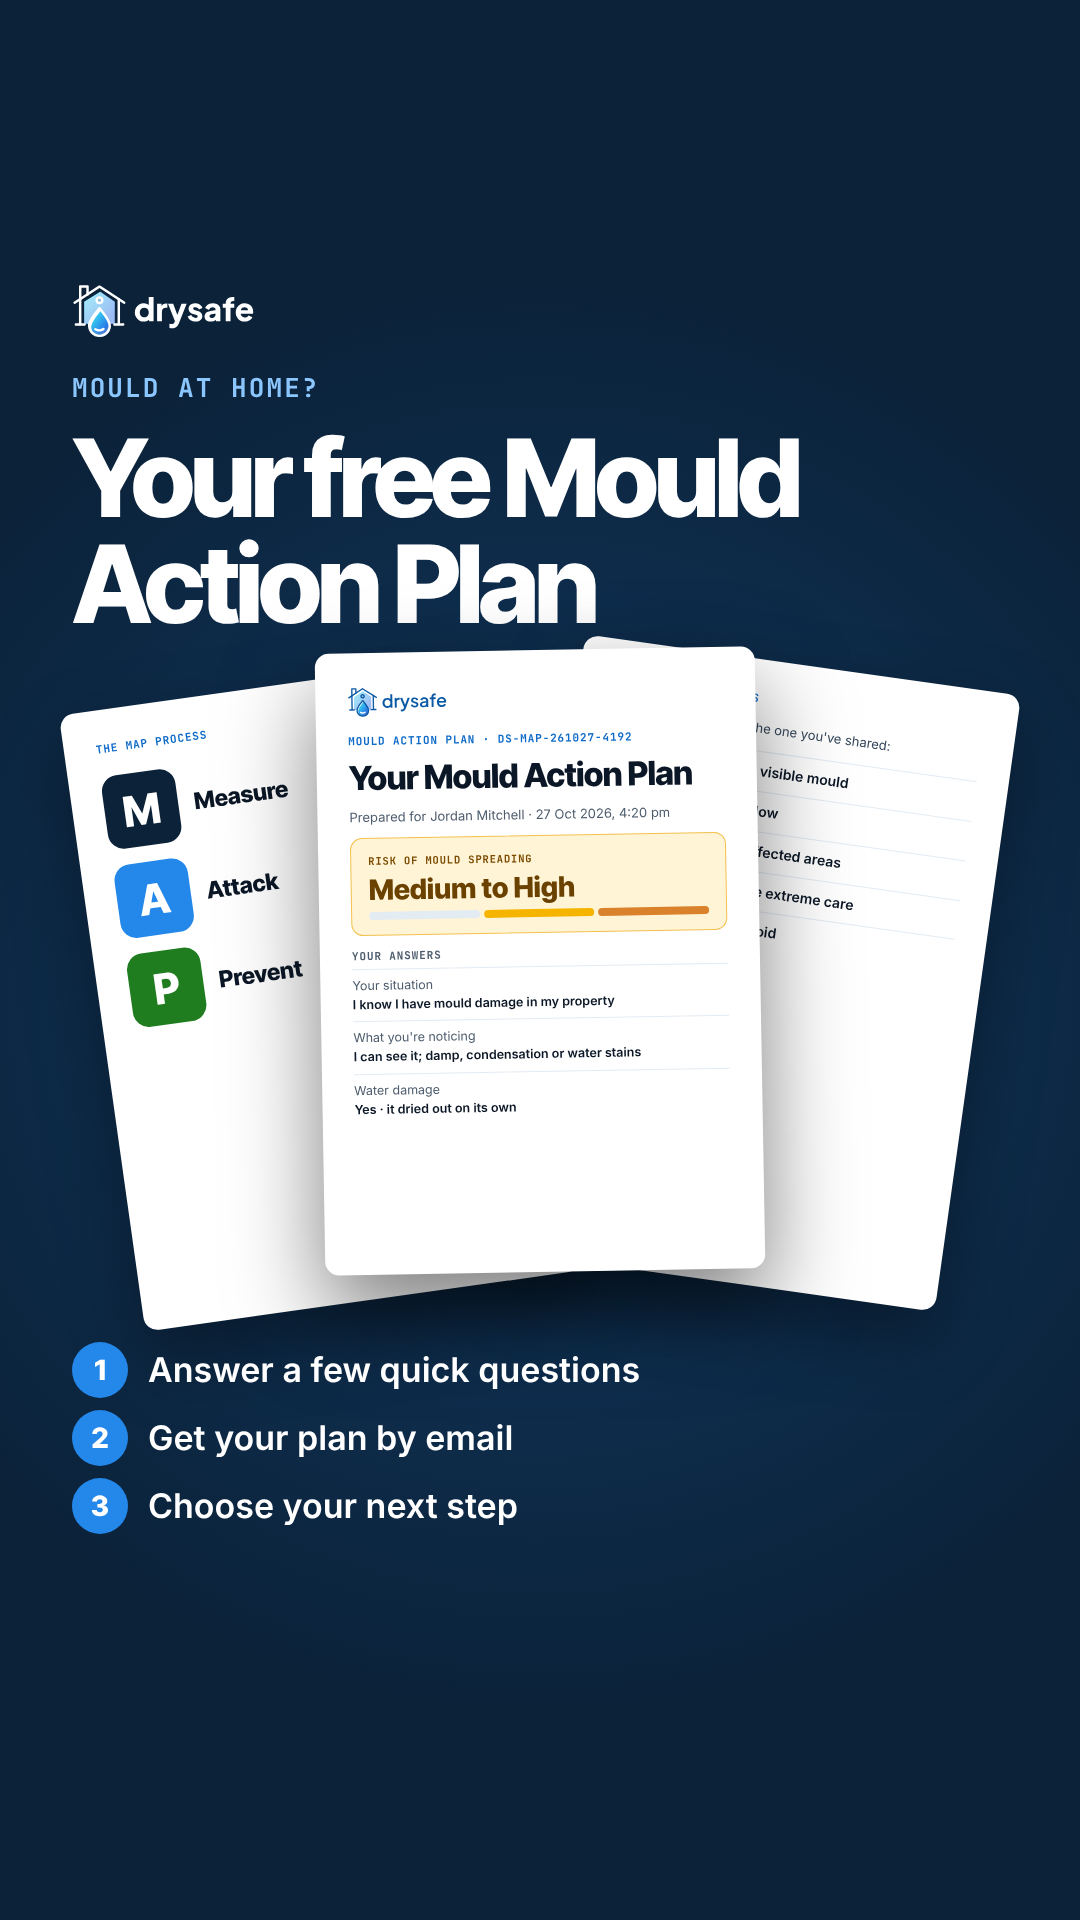 drysafe
MOULD AT HOME?
Your free Mould
Action Plan
THE MAP PROCESS
M Measure
A Attack
P Prevent
drysafe
MOULD ACTION PLAN · DS-MAP-261027-4192
Your Mould Action Plan
Prepared for Jordan Mitchell · 27 Oct 2026, 4:20 pm
RISK OF MOULD SPREADING
Medium to High
YOUR ANSWERS
Your situation
I know I have mould damage in my property
What you're noticing
I can see it; damp, condensation or water stains
Water damage
Yes · it dried out on its own
one you've shared:
visible mould
areas
extreme care
1 Answer a few quick questions
2 Get your plan by email
3 Choose your next step